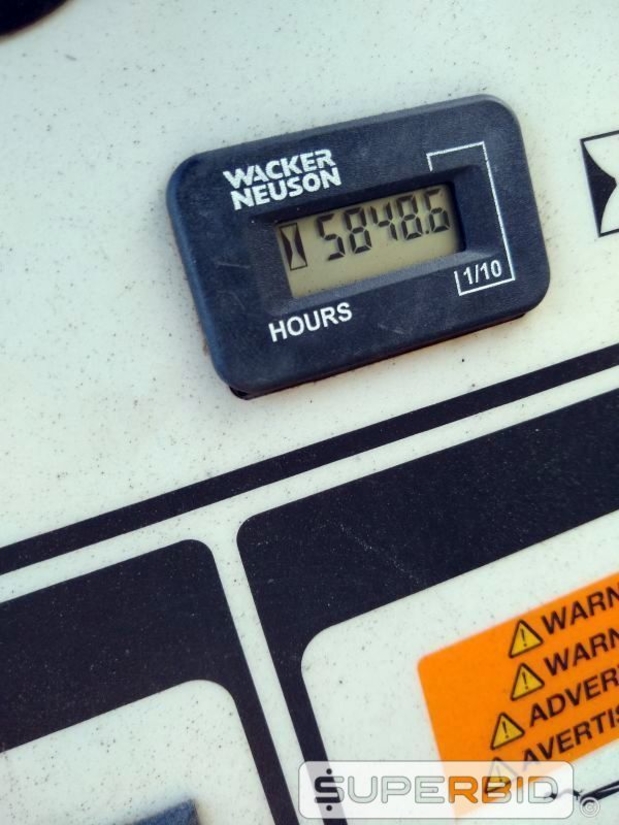 WACKER
NEUSON
5848.6
1/10
HOURS
WARN
WARN
ADVER
AVERTIS
SUPERBID